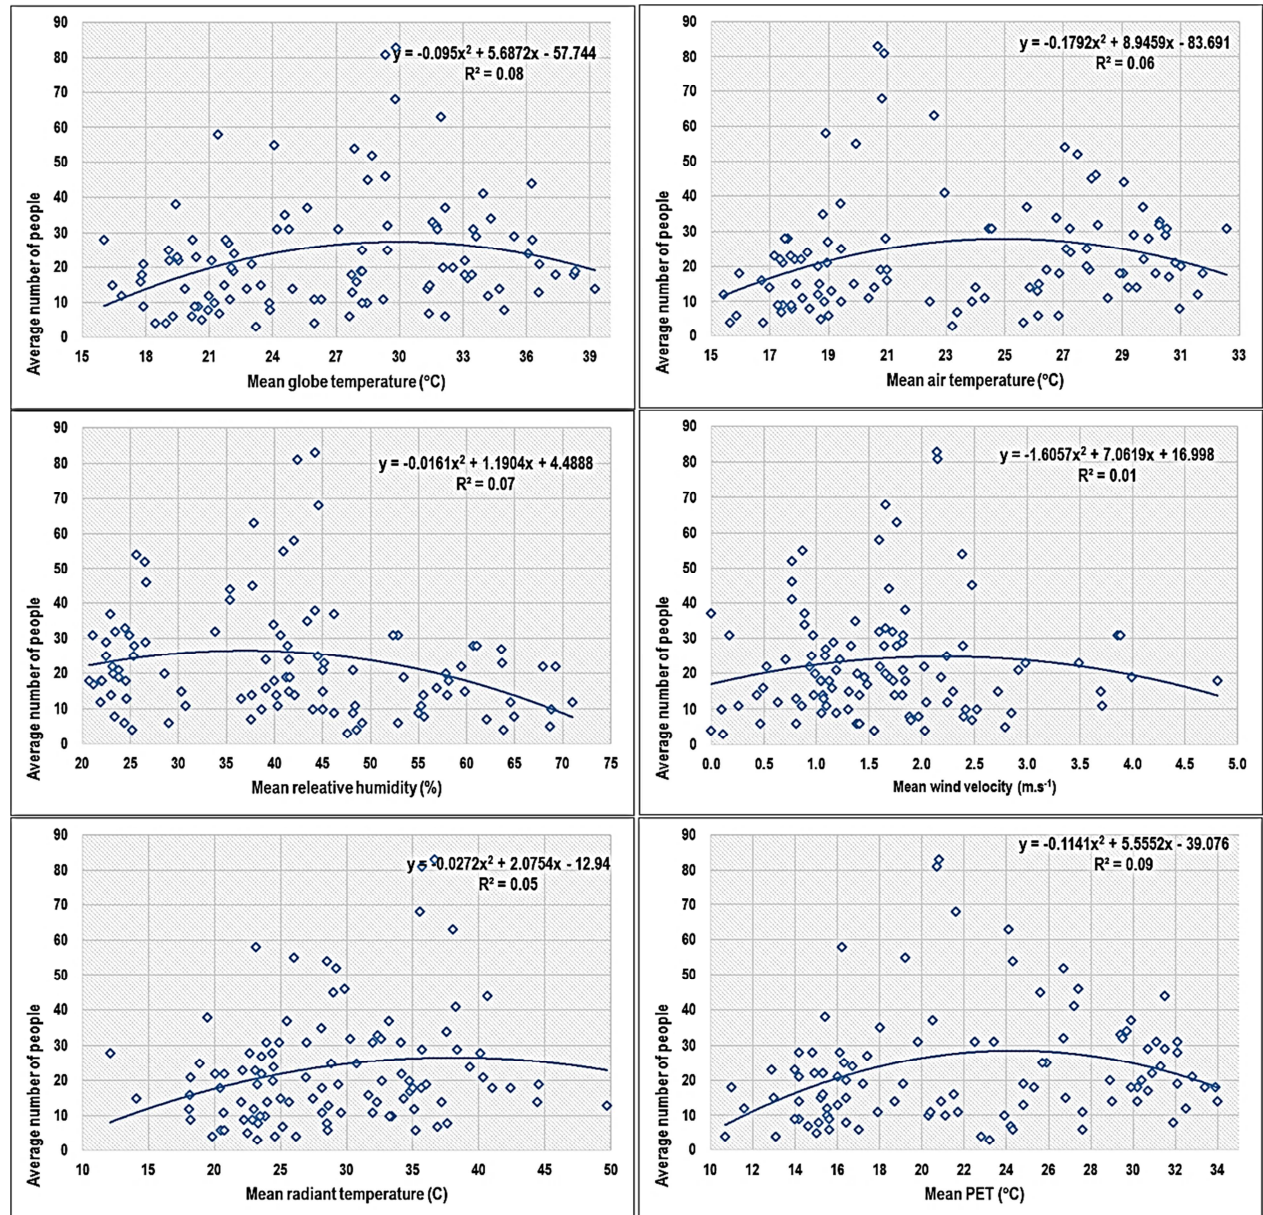 y = -0.095x² + 5.6872x - 57.744
R² = 0.08
90
80
70
60
50
40
30
20
10
0
Average number of people
15 18 21 24 27 30 33 36 39
Mean globe temperature (°C)
y = -0.1792x² + 8.9459x - 83.691
R² = 0.06
90
80
70
60
50
40
30
20
10
0
Average number of people
15 17 19 21 23 25 27 29 31 33
Mean air temperature (°C)
y = -0.0161x² + 1.1904x + 4.4888
R² = 0.07
90
80
70
60
50
40
30
20
10
0
Average number of people
20 25 30 35 40 45 50 55 60 65 70 75
Mean releative humidity (%)
y = -1.6057x² + 7.0619x + 16.998
R² = 0.01
90
80
70
60
50
40
30
20
10
0
Average number of people
0.0 0.5 1.0 1.5 2.0 2.5 3.0 3.5 4.0 4.5 5.0
Mean wind velocity (m.s⁻¹)
y = -0.0272x² + 2.0754x - 12.94
R² = 0.05
90
80
70
60
50
40
30
20
10
0
Average number of people
10 15 20 25 30 35 40 45 50
Mean radiant temperature (C)
y = -0.1141x² + 5.5552x - 39.076
R² = 0.09
90
80
70
60
50
40
30
20
10
0
Average number of people
10 12 14 16 18 20 22 24 26 28 30 32 34
Mean PET (°C)